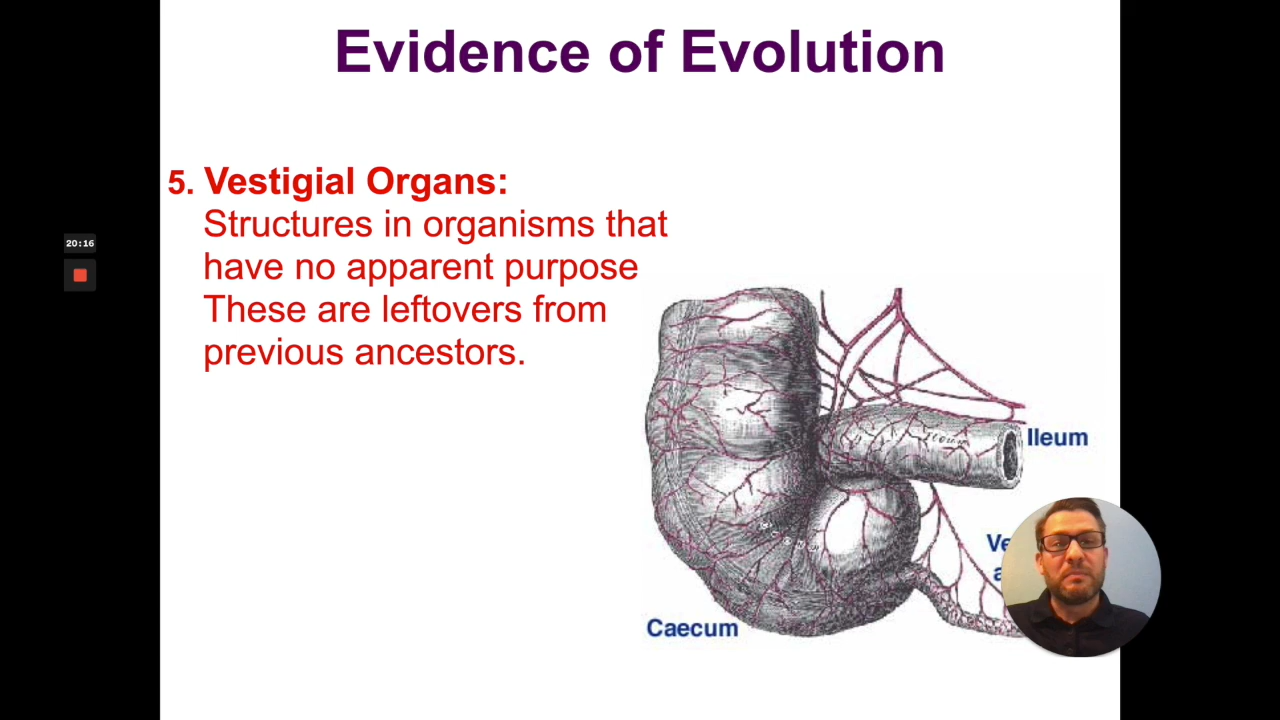 Evidence of Evolution
5. Vestigial Organs:
Structures in organisms that
have no apparent purpose
These are leftovers from
previous ancestors.
20:16
Ileum
Caecum